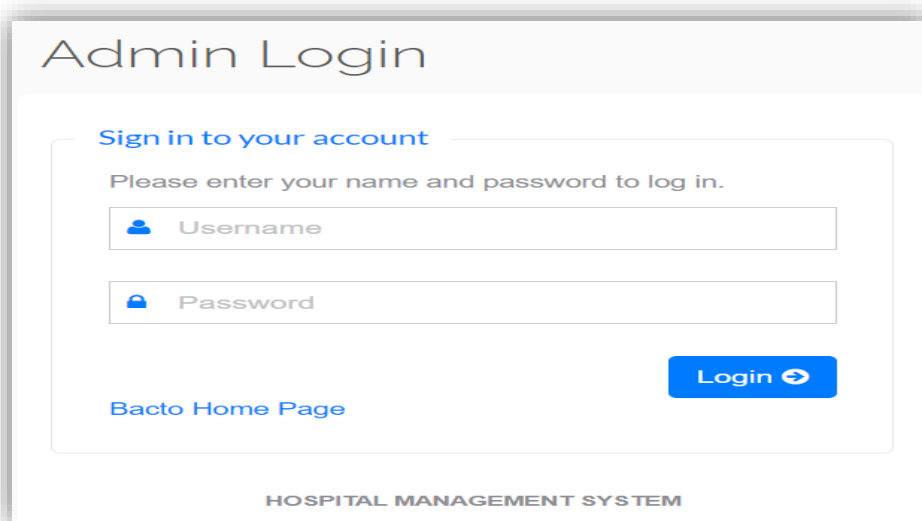 Admin Login
Sign in to your account
Please enter your name and password to log in.
Username
Password
Login
Bacto Home Page
HOSPITAL MANAGEMENT SYSTEM